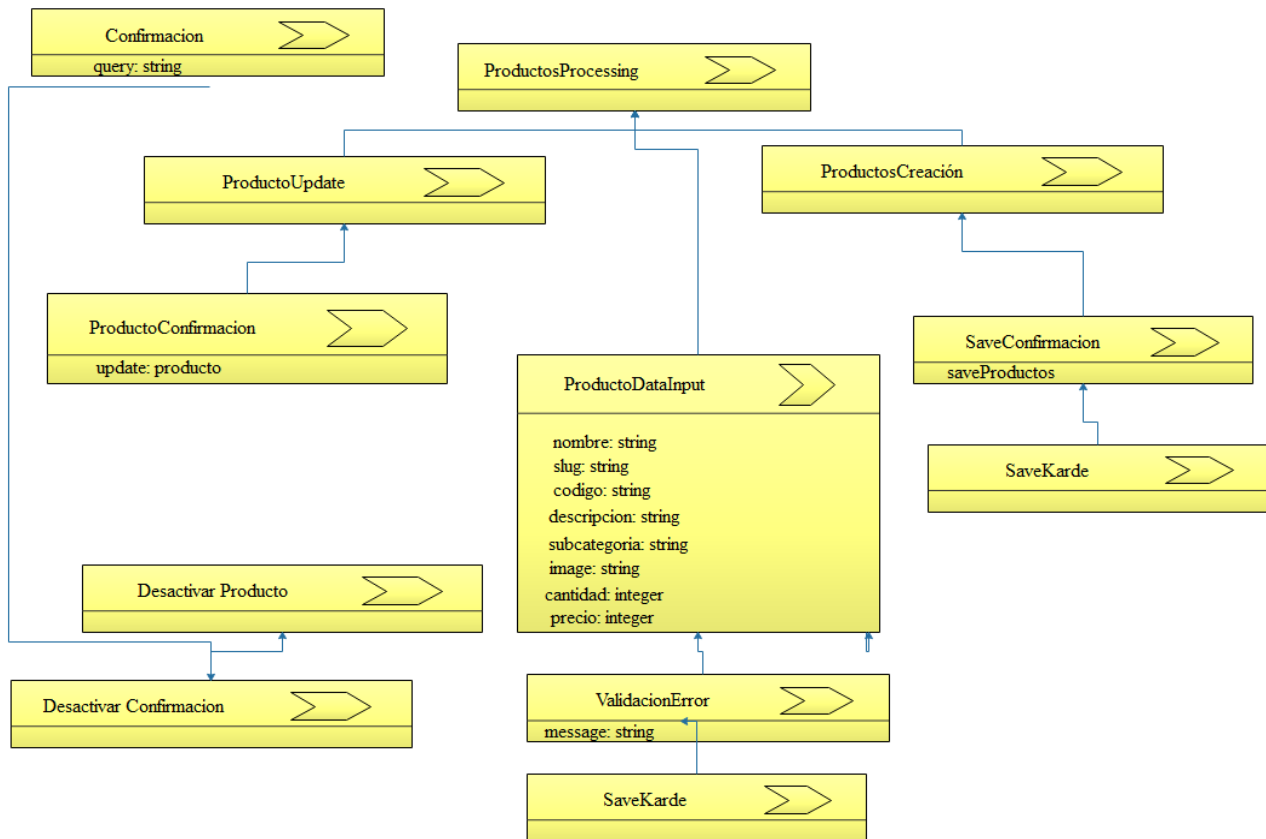 Confirmacion
query: string
ProductosProcessing
ProductoUpdate
ProductosCreación
ProductoConfirmacion
update: producto
ProductoDataInput
nombre: string
slug: string
codigo: string
descripcion: string
subcategoria: string
image: string
cantidad: integer
precio: integer
SaveConfirmacion
saveProductos
SaveKarde
Desactivar Producto
Desactivar Confirmacion
ValidacionError
message: string
SaveKarde